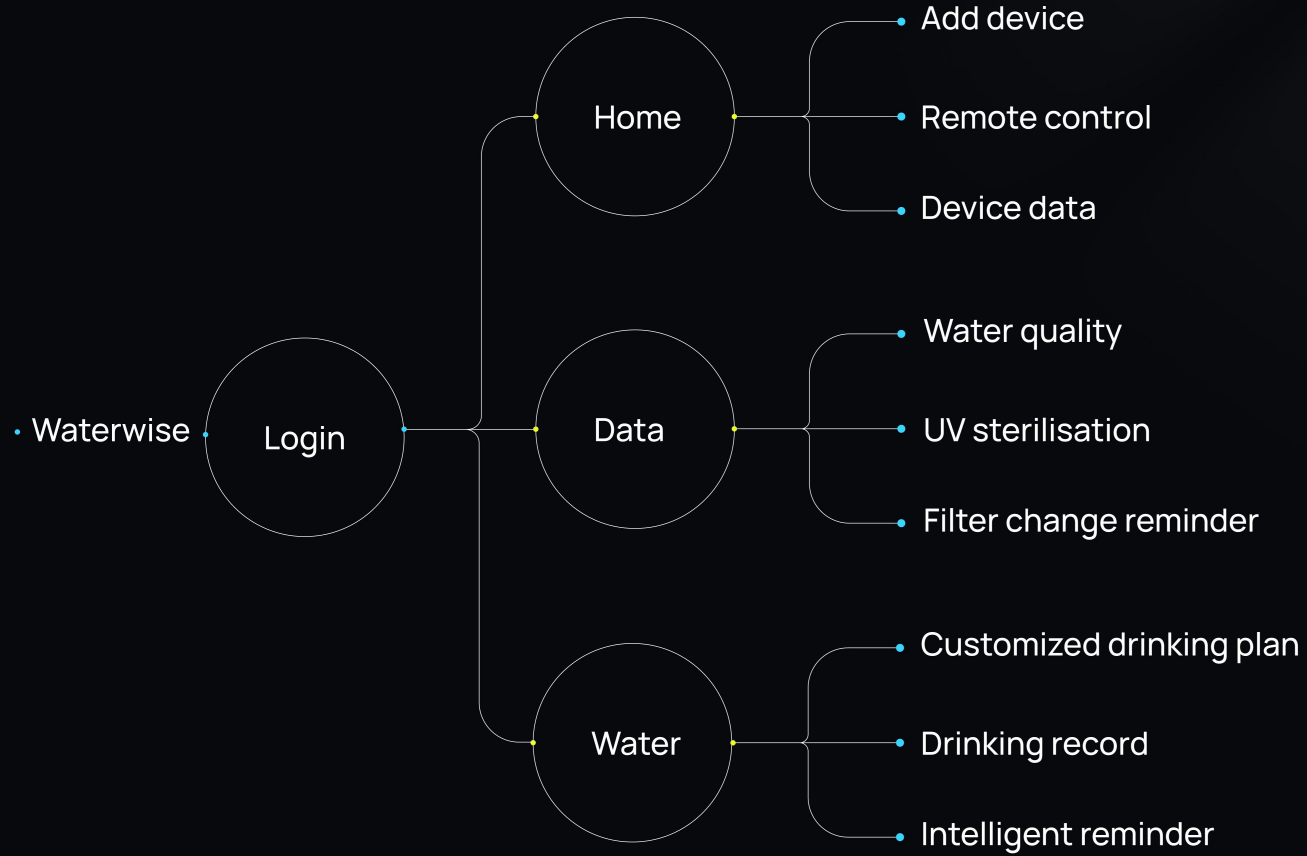 Waterwise
Login
Home
Add device
Remote control
Device data
Data
Water quality
UV sterilisation
Filter change reminder
Water
Customized drinking plan
Drinking record
Intelligent reminder